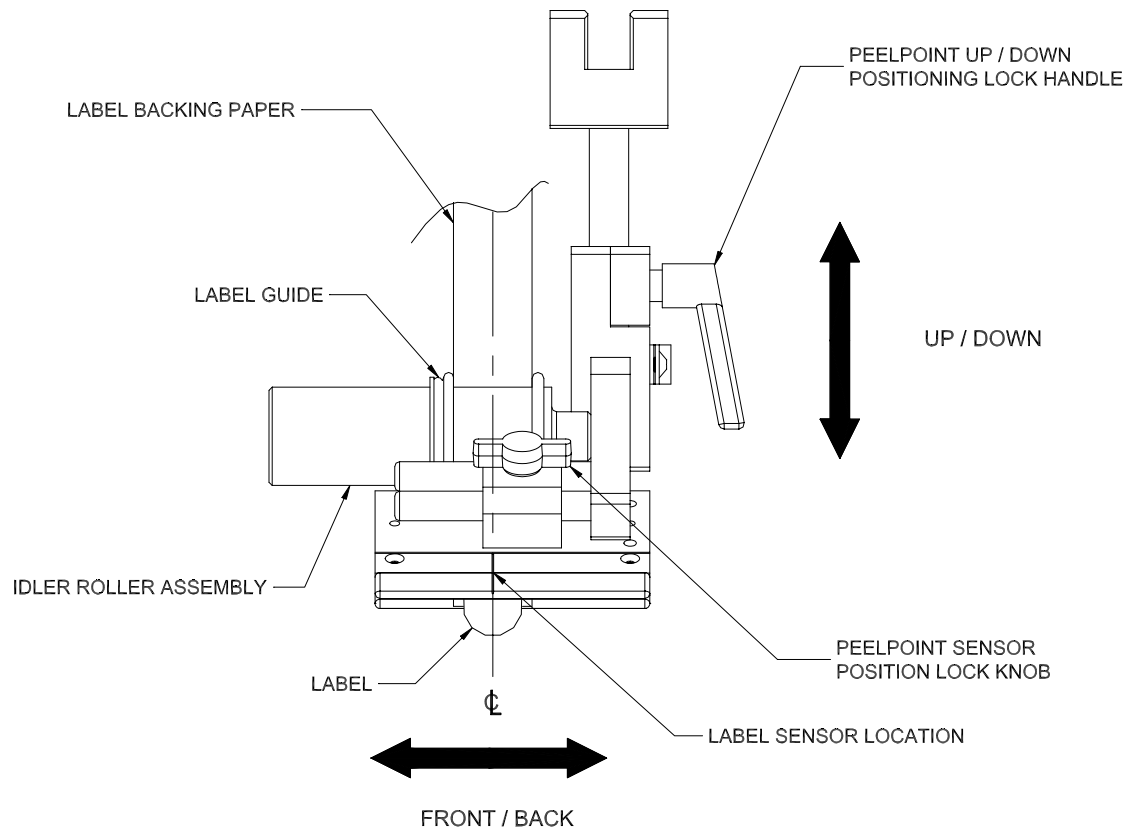 PEELPOINT UP / DOWN
POSITIONING LOCK HANDLE
LABEL BACKING PAPER
LABEL GUIDE
UP / DOWN
IDLER ROLLER ASSEMBLY
PEELPOINT SENSOR
POSITION LOCK KNOB
LABEL
℄
LABEL SENSOR LOCATION
FRONT / BACK